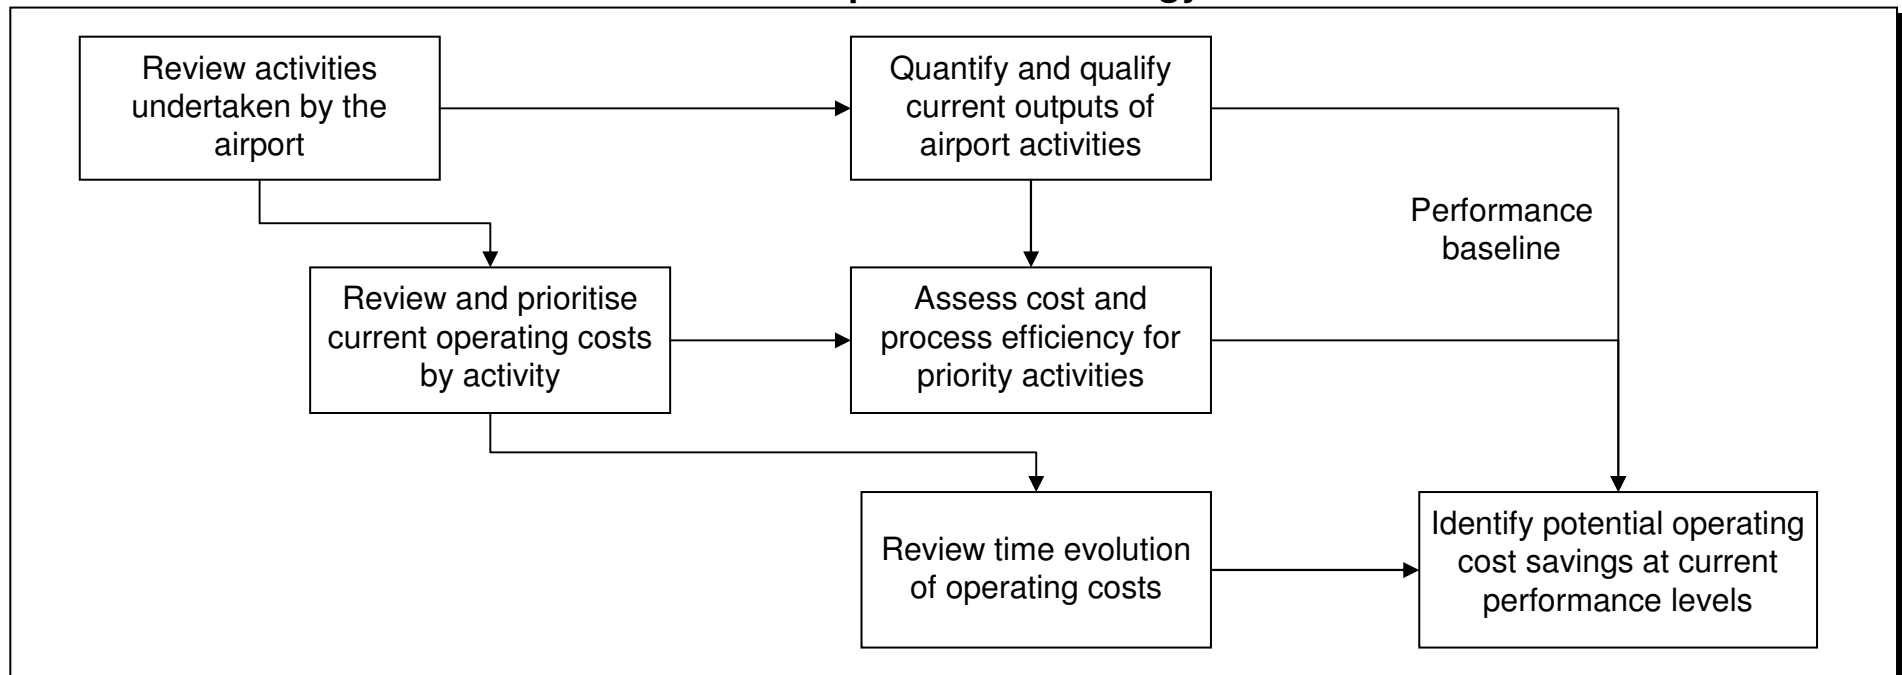 Review activities
undertaken by the
airport
Quantify and qualify
current outputs of
airport activities
Performance
baseline
Review and prioritise
current operating costs
by activity
Assess cost and
process efficiency for
priority activities
Review time evolution
of operating costs
Identify potential operating
cost savings at current
performance levels